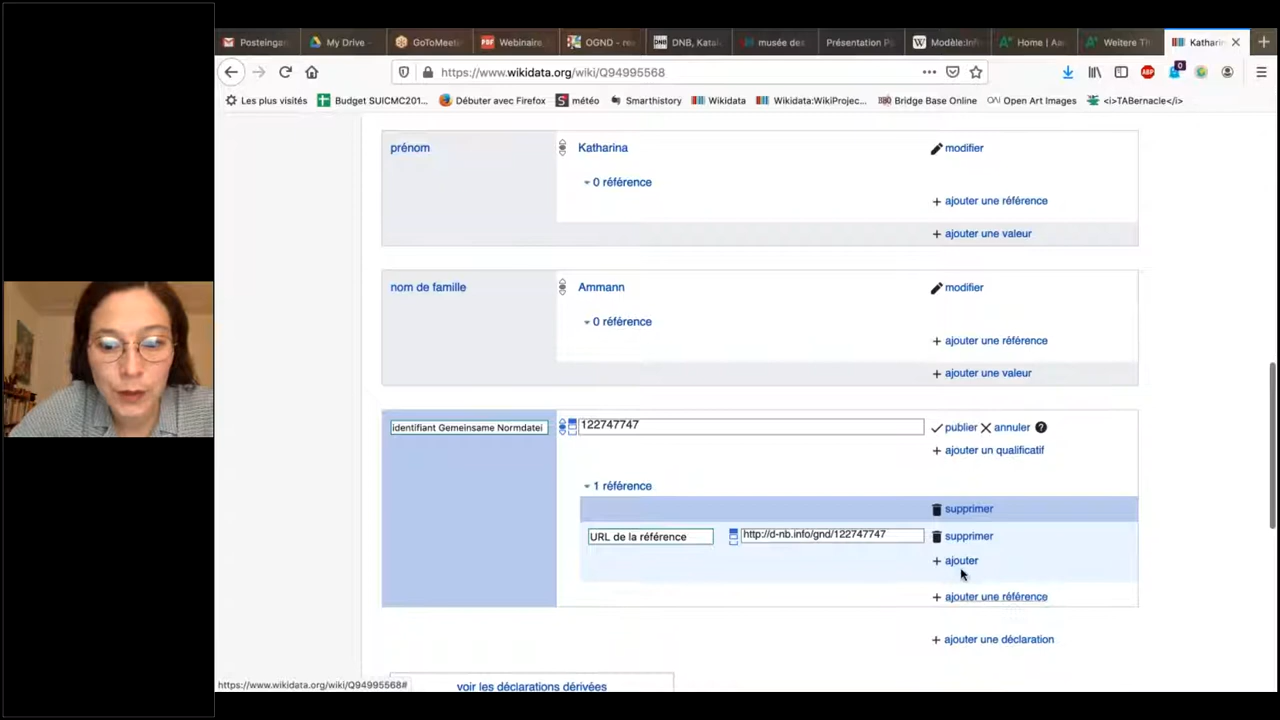 Posteingan
My Drive -
GoToMeeti
Webinaire
OGND - re
DNB, Katal
musée des
Présentation P
Modèle:Inf
Home | Aa
Weitere Th
Katharin
https://www.wikidata.org/wiki/Q94995568
Les plus visités
Budget SUICMC201...
Débuter avec Firefox
météo
Smarthistory
Wikidata
Wikidata:WikiProjec...
Bridge Base Online
Open Art Images
<i>TABernacle</i>
prénom
Katharina
modifier
0 référence
+ ajouter une référence
+ ajouter une valeur
nom de famille
Ammann
modifier
0 référence
+ ajouter une référence
+ ajouter une valeur
identifiant Gemeinsame Normdatei
122747747
publier
annuler
+ ajouter un qualificatif
1 référence
supprimer
URL de la référence
http://d-nb.info/gnd/122747747
supprimer
+ ajouter
+ ajouter une référence
+ ajouter une déclaration
voir les déclarations dérivées
https://www.wikidata.org/wiki/Q94995568#